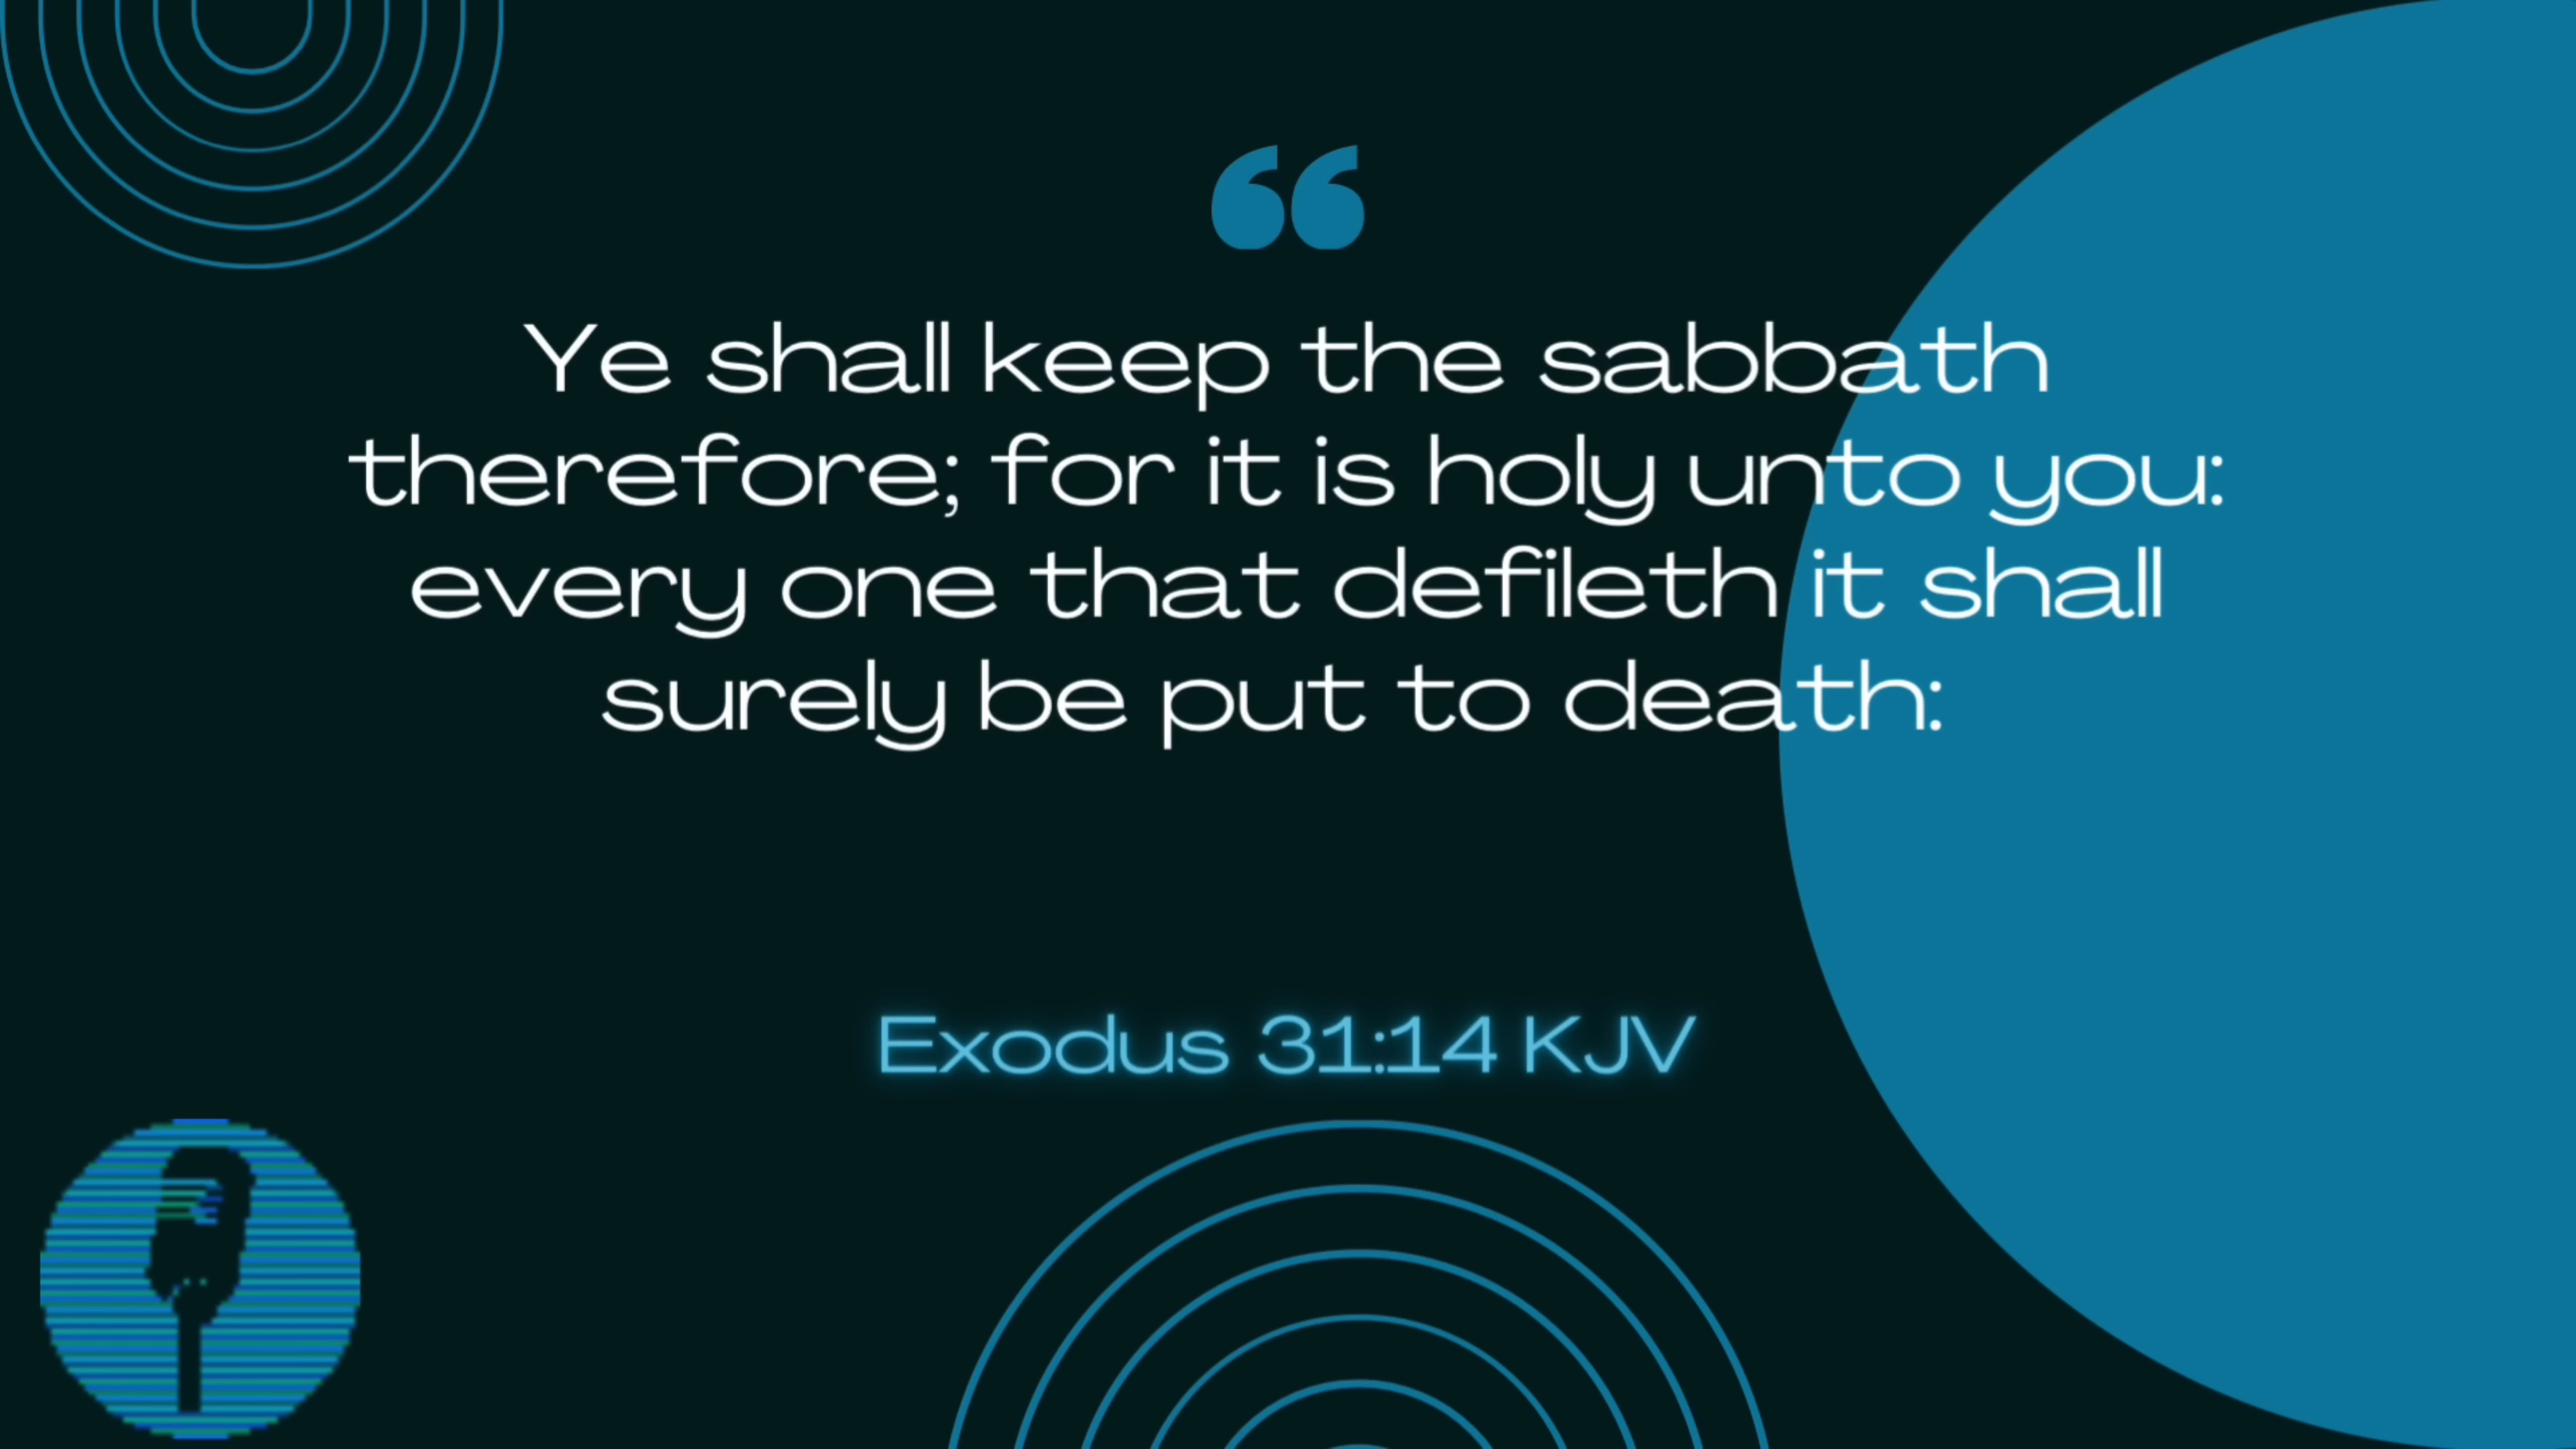 “
Ye shall keep the sabbath
therefore; for it is holy unto you:
every one that defileth it shall
surely be put to death:
Exodus 31:14 KJV